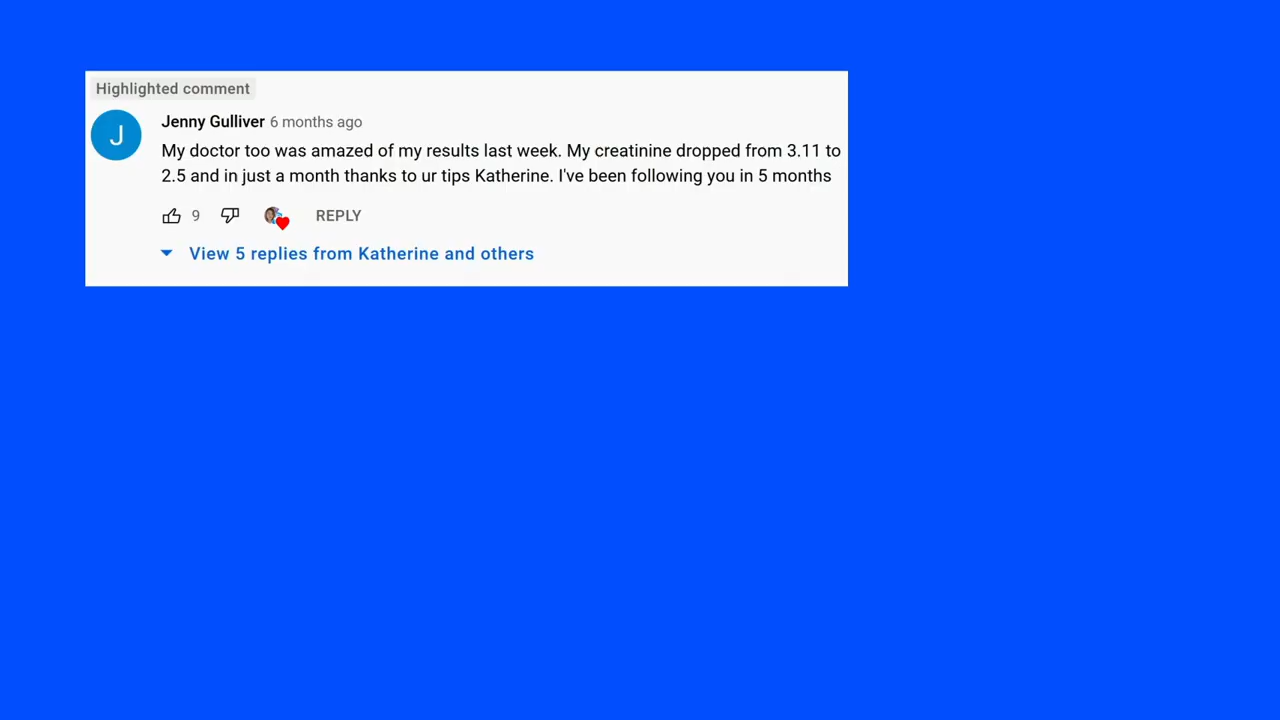 Highlighted comment
J
Jenny Gulliver 6 months ago
My doctor too was amazed of my results last week. My creatinine dropped from 3.11 to
2.5 and in just a month thanks to ur tips Katherine. I've been following you in 5 months
9 REPLY
View 5 replies from Katherine and others